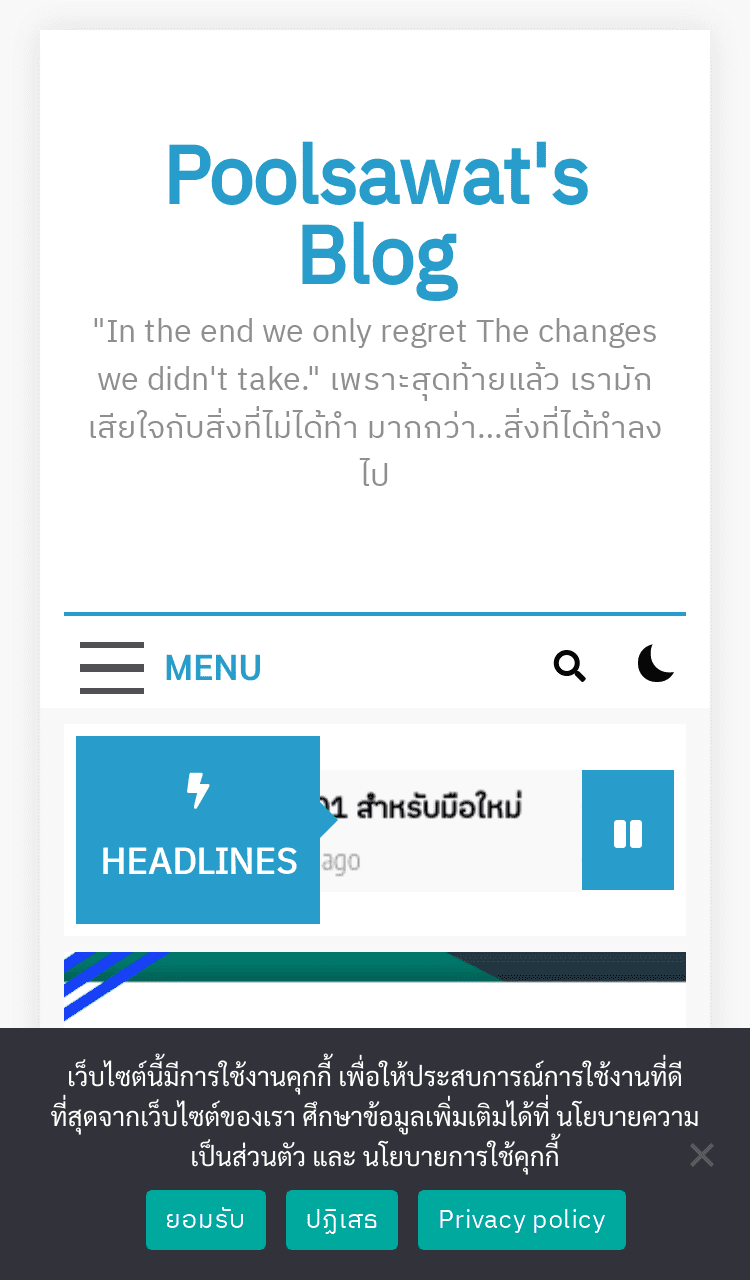 Poolsawat's
Blog
"In the end we only regret The changes
we didn't take." เพราะสุดท้ายแล้ว เรามัก
เสียใจกับสิ่งที่ไม่ได้ทำ มากกว่า...สิ่งที่ได้ทำลง
ไป
MENU
HEADLINES
สำหรับมือใหม่
ago
เว็บไซต์นี้มีการใช้งานคุกกี้ เพื่อให้ประสบการณ์การใช้งานที่ดี
ที่สุดจากเว็บไซต์ของเรา ศึกษาข้อมูลเพิ่มเติมได้ที่ นโยบายความ
เป็นส่วนตัว และ นโยบายการใช้คุกกี้
ยอมรับ
ปฏิเสธ
Privacy policy